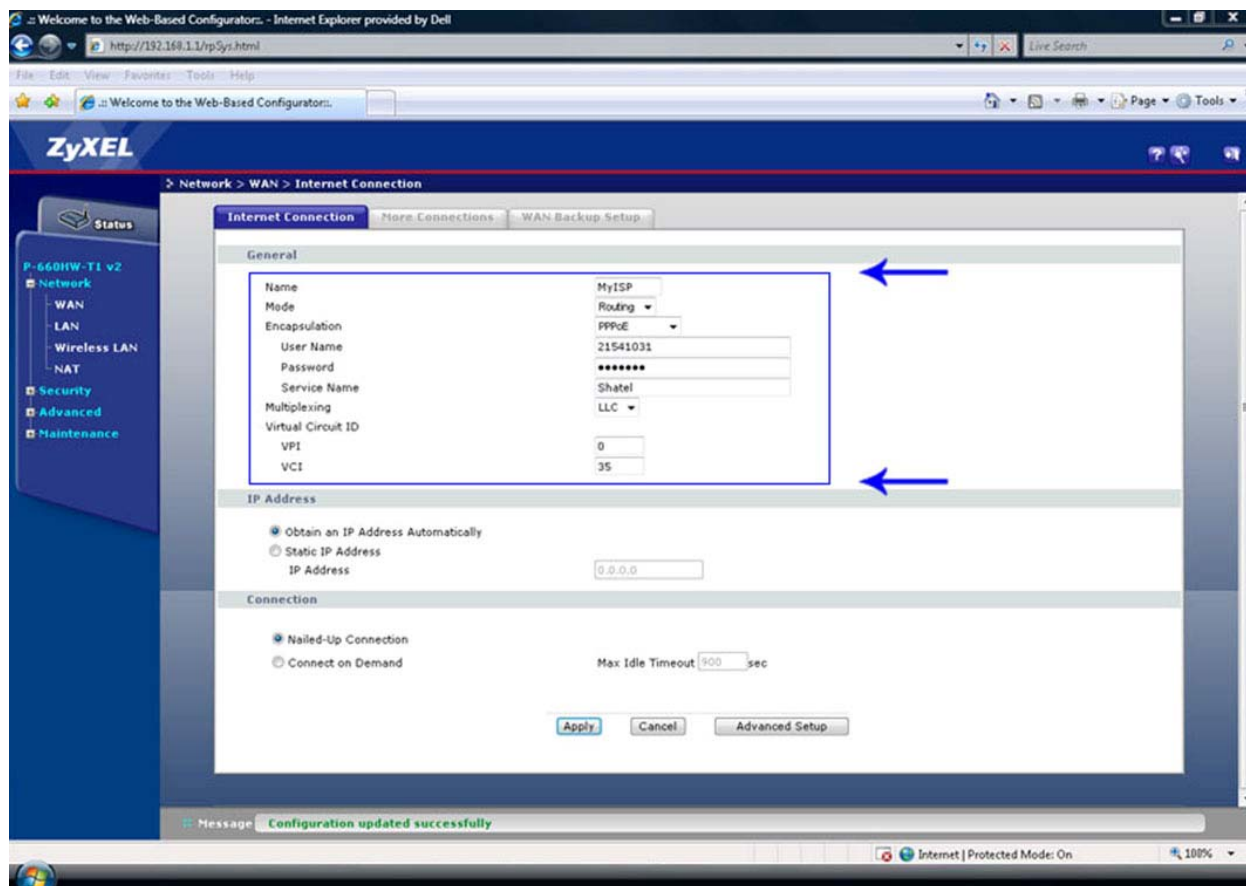 .:: Welcome to the Web-Based Configurator::. - Internet Explorer provided by Dell
http://192.168.1.1/rpSys.html
Live Search
File Edit View Favorites Tools Help
.:: Welcome to the Web-Based Configurator::.
Page Tools
ZyXEL
Network > WAN > Internet Connection
Status
P-660HW-T1 v2
Network
WAN
LAN
Wireless LAN
NAT
Security
Advanced
Maintenance
Internet Connection More Connections WAN Backup Setup
General
Name MyISP
Mode Routing
Encapsulation PPPoE
User Name 21541031
Password •••••••
Service Name Shatel
Multiplexing LLC
Virtual Circuit ID
VPI 0
VCI 35
IP Address
Obtain an IP Address Automatically
Static IP Address
IP Address 0.0.0.0
Connection
Nailed-Up Connection
Connect on Demand Max Idle Timeout 900 sec
Apply Cancel Advanced Setup
Message Configuration updated successfully
Internet | Protected Mode: On 100%